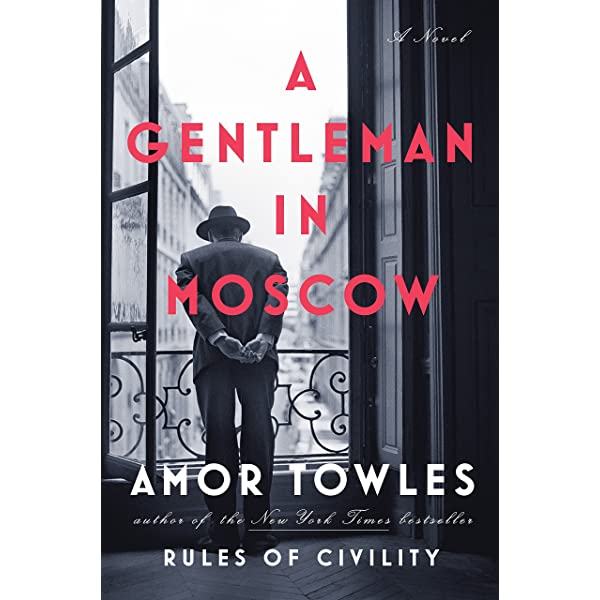 A Novel
A
GENTLEMAN
IN
MOSCOW
AMOR TOWLES
author of the New York Times bestseller
RULES OF CIVILITY